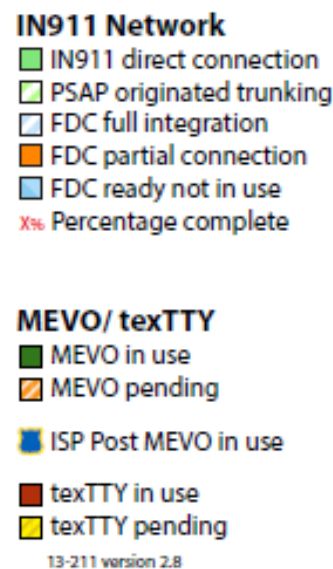 IN911 Network
IN911 direct connection
PSAP originated trunking
FDC full integration
FDC partial connection
FDC ready not in use
X% Percentage complete
MEVO/ texTTY
MEVO in use
MEVO pending
ISP Post MEVO in use
texTTY in use
texTTY pending
13-211 version 2.8